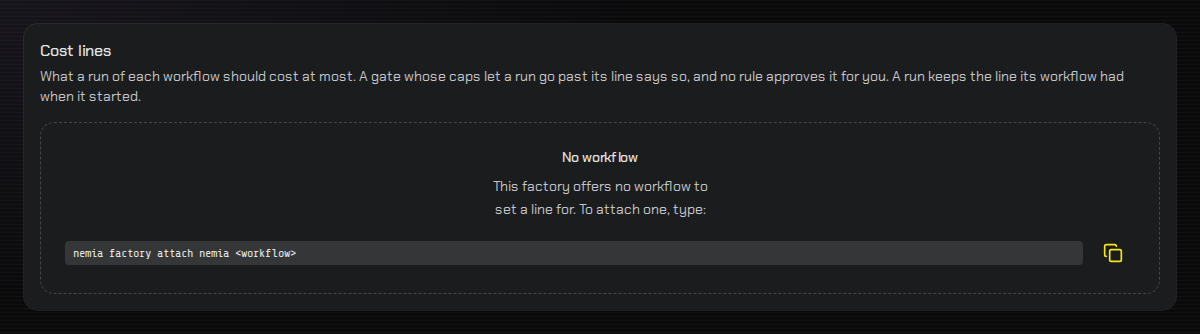 Cost lines
What a run of each workflow should cost at most. A gate whose caps let a run go past its line says so, and no rule approves it for you. A run keeps the line its workflow had
when it started.
No workflow
This factory offers no workflow to
set a line for. To attach one, type:
nemia factory attach nemia <workflow>